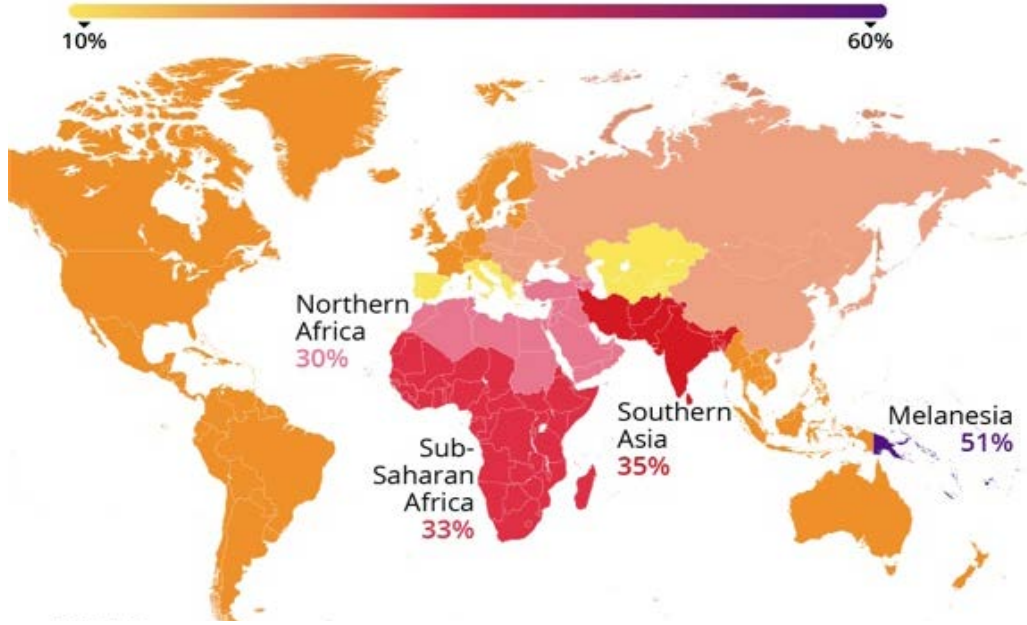 10%
60%
Northern
Africa
30%
Sub-
Saharan
Africa
33%
Southern
Asia
35%
Melanesia
51%